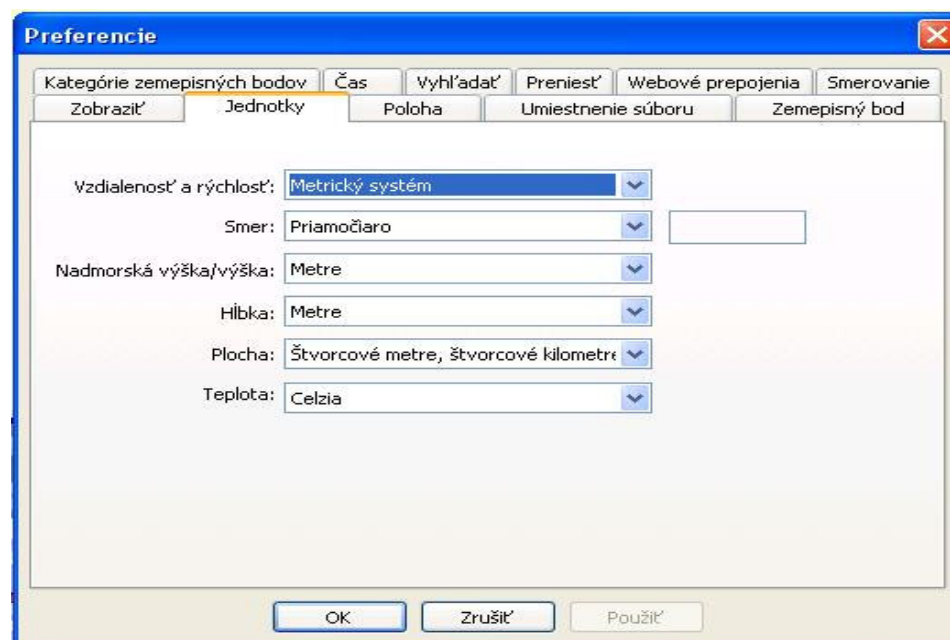 Preferencie
Kategórie zemepisných bodov Čas Vyhľadať Preniesť Webové prepojenia Smerovanie
Zobraziť Jednotky Poloha Umiestnenie súboru Zemepisný bod
Vzdialenosť a rýchlosť: Metrický systém
Smer: Priamočiaro
Nadmorská výška/výška: Metre
Hĺbka: Metre
Plocha: Štvorcové metre, štvorcové kilometre
Teplota: Celzia
OK Zrušiť Použiť